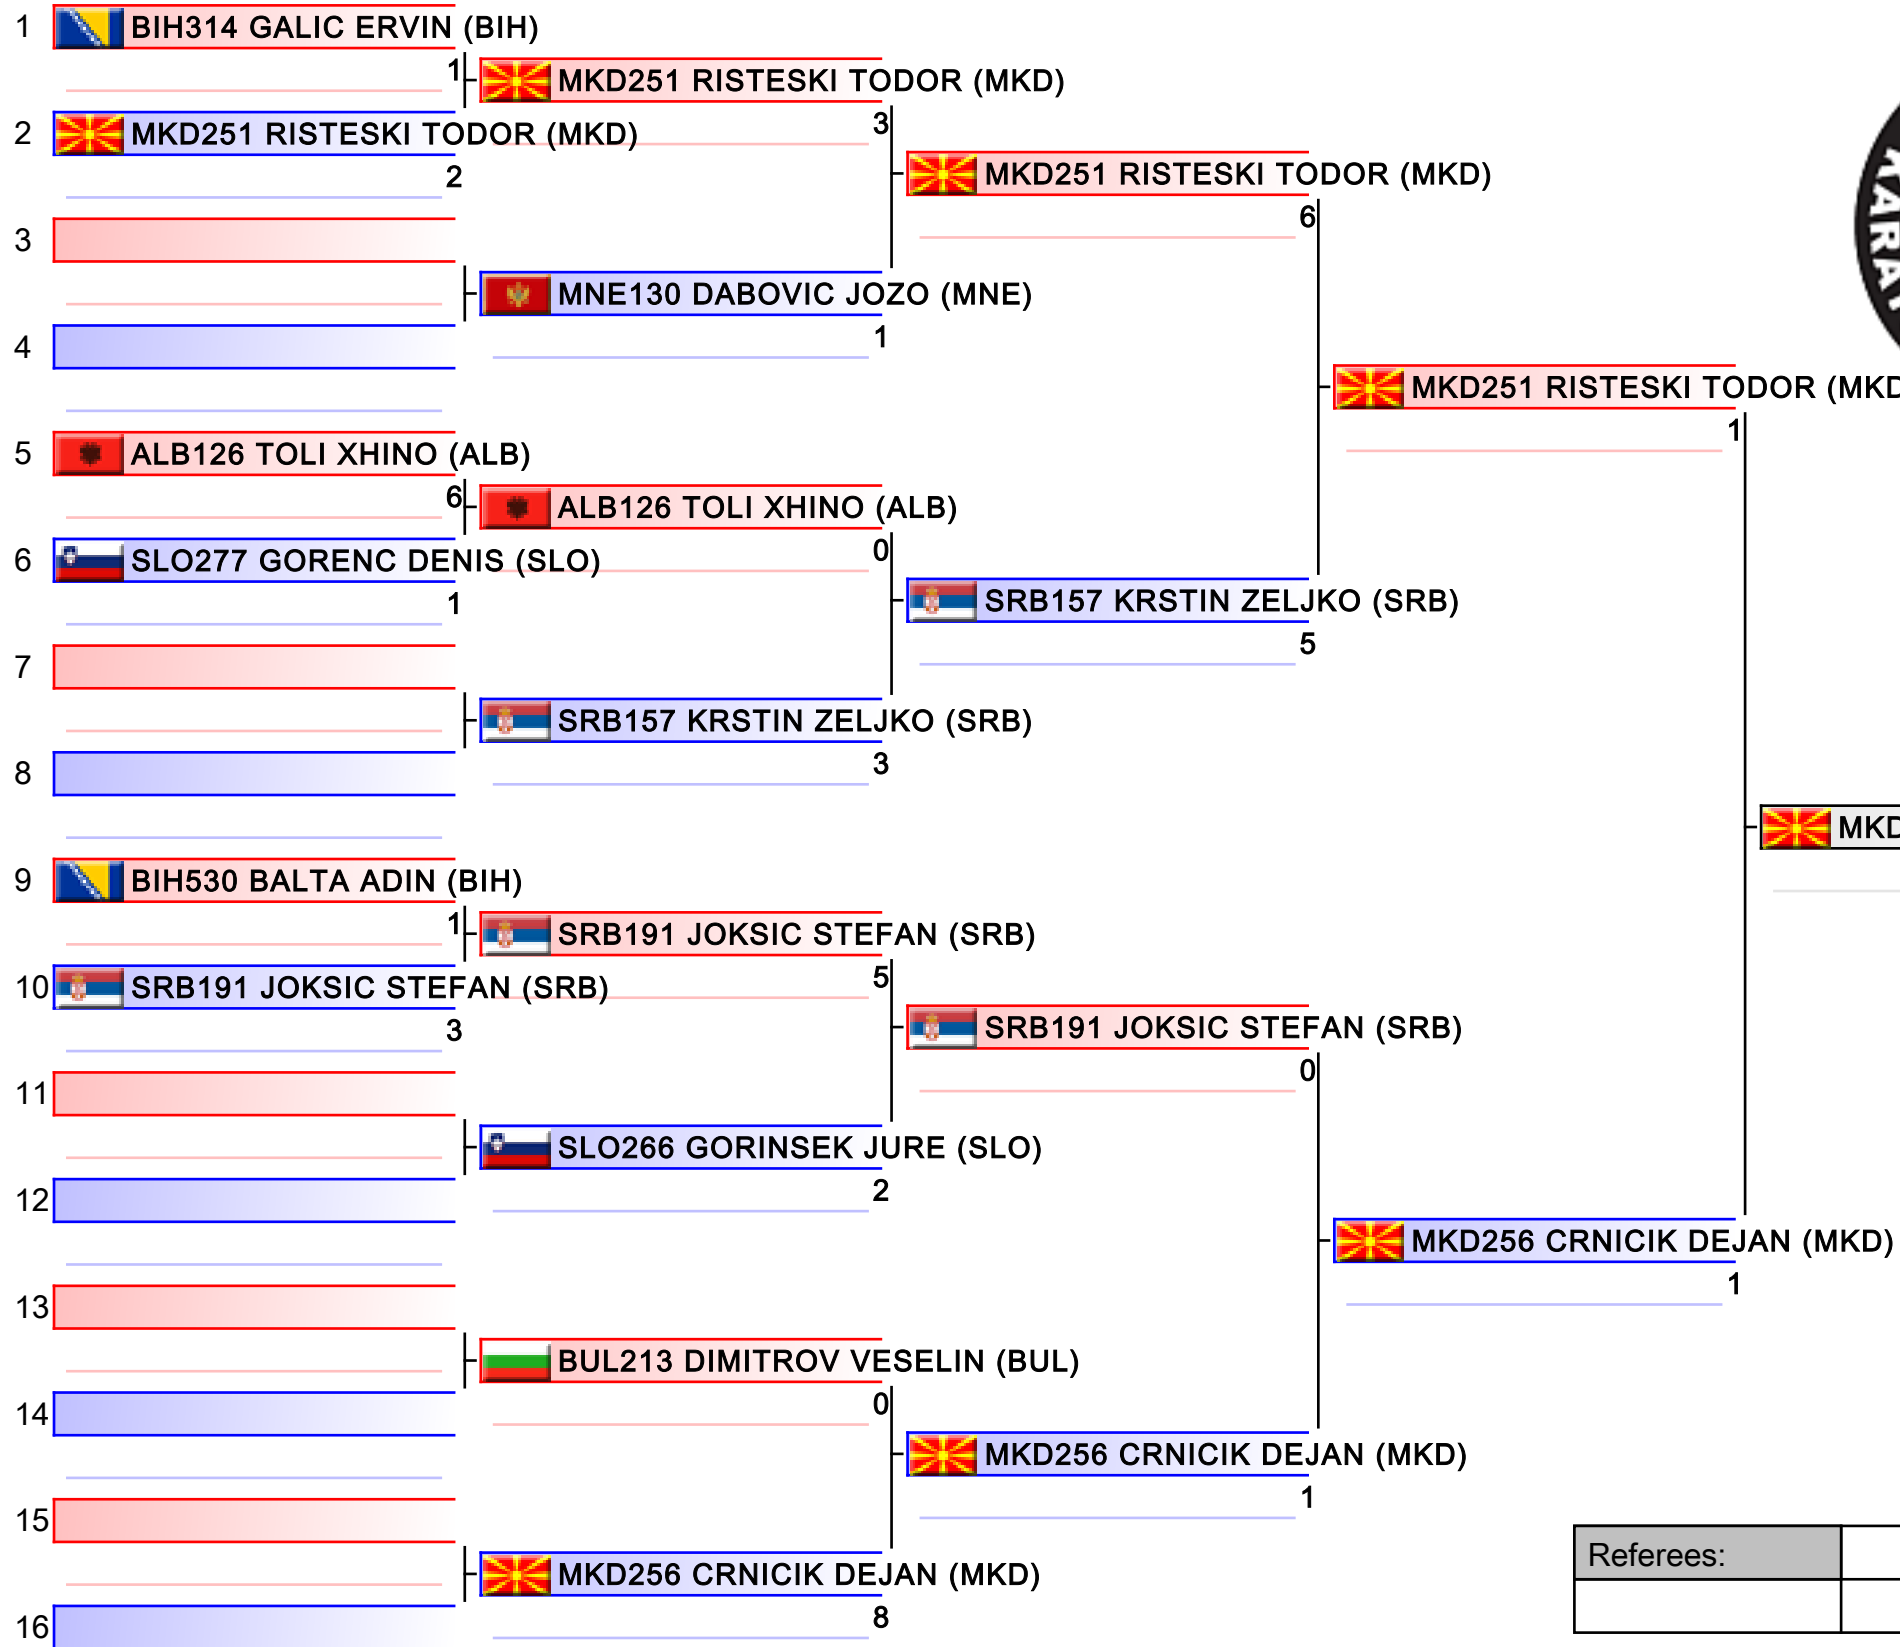 1 BIH314 GALIC ERVIN (BIH)
1 MKD251 RISTESKI TODOR (MKD)
3
2 MKD251 RISTESKI TODOR (MKD)
2 MKD251 RISTESKI TODOR (MKD)
6
3
MNE130 DABOVIC JOZO (MNE)
1
4
MKD251 RISTESKI TODOR (MKD
1
5 ALB126 TOLI XHINO (ALB)
6 ALB126 TOLI XHINO (ALB)
0
6 SLO277 GORENC DENIS (SLO)
1 SRB157 KRSTIN ZELJKO (SRB)
5
7
SRB157 KRSTIN ZELJKO (SRB)
3
8
MKD
9 BIH530 BALTA ADIN (BIH)
1 SRB191 JOKSIC STEFAN (SRB)
5
10 SRB191 JOKSIC STEFAN (SRB)
3 SRB191 JOKSIC STEFAN (SRB)
0
11
SLO266 GORINSEK JURE (SLO)
2
12
MKD256 CRNICIK DEJAN (MKD)
1
13
BUL213 DIMITROV VESELIN (BUL)
0
14
MKD256 CRNICIK DEJAN (MKD)
1
15
Referees:
MKD256 CRNICIK DEJAN (MKD)
8
16